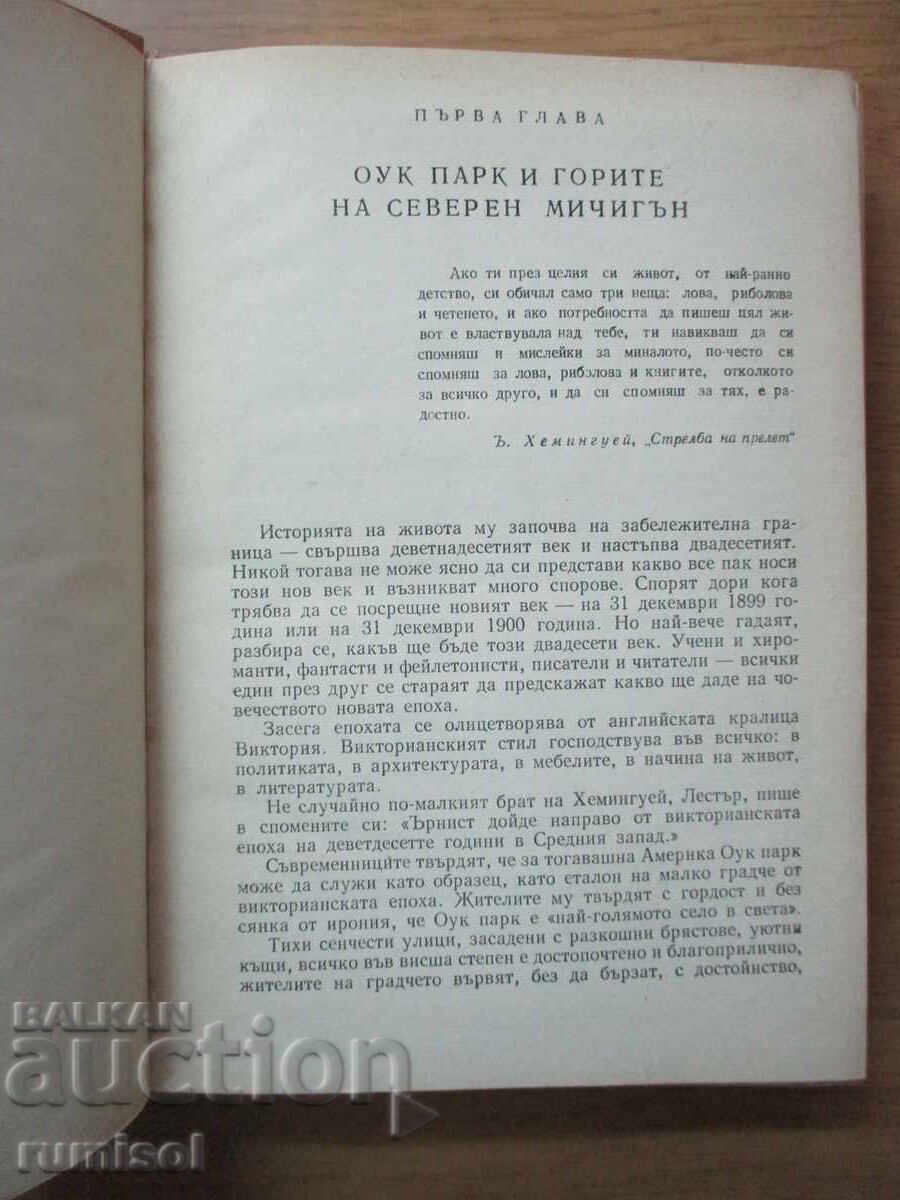 ПЪРВА ГЛАВА
ОУК ПАРК И ГОРИТЕ
НА СЕВЕРЕН МИЧИГЪН
Ако ти през целия си живот, от най-ранно
детство, си обичал само три неща: лова, риболова
и четенето, и ако потребността да пишеш цял жи-
вот е властвувала над тебе, ти навикваш да си
спомняш и мислейки за миналото, по-често си
спомняш за лова, риболова и книгите, отколкото
за всичко друго, и да си спомняш за тях, е ра-
достно.
Ъ. Хемингуей, „Стрелба на прелет“
Историята на живота му започва на забележителна гра-
ница — свършва деветнадесетият век и настъпва двадесетият.
Никой тогава не може ясно да си представи какво все пак носи
този нов век и възникват много спорове. Спорят дори кога
трябва да се посрещне новият век — на 31 декември 1899 го-
дина или на 31 декември 1900 година. Но най-вече гадаят,
разбира се, какъв ще бъде този двадесети век. Учени и хиро-
манти, фантасти и фейлетонисти, писатели и читатели — всички
един през друг се стараят да предскажат какво ще даде на чо-
вечеството новата епоха.
Засега епохата се олицетворява от английската кралица
Виктория. Викторианският стил господствува във всичко: в
политиката, в архитектурата, в мебелите, в начина на живот,
в литературата.
Не случайно по-малкият брат на Хемингуей, Лестър, пише
в спомените си: «Ърнист дойде направо от викторианската
епоха на деветдесетте години в Средния запад.»
Съвременниците твърдят, че за тогавашна Америка Оук парк
може да служи като образец, като еталон на малко градче от
викторианската епоха. Жителите му твърдят с гордост и без
сянка от ирония, че Оук парк е «най-голямото село в света».
Тихи сенчести улици, засадени с разкошни брястове, уютни
къщи, всичко във висша степен е достопочтено и благоприлично,
жителите на градчето вървят, без да бързат, с достойнство,
BALKAN
auction
rumisol